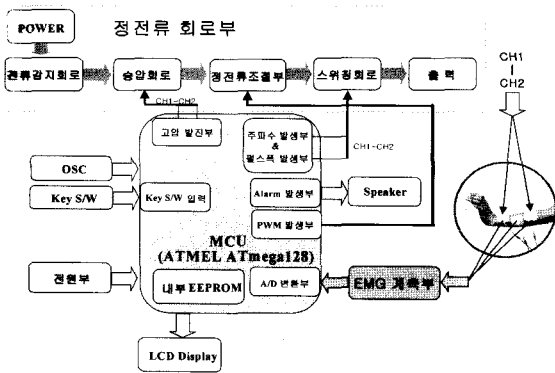 POWER
정전류 회로부
전류감지회로
승압회로
정전류조절부
스위칭회로
출 력
CH1
|
CH2
CH1-CH2
고압 발진부
주파수 발생부
&
펄스폭 발생부
CH1-CH2
OSC
Key S/W
Key S/W 입력
Alarm 발생부
Speaker
PWM 발생부
MCU
(ATMEL ATmega128)
전원부
내부 EEPROM
A/D 변환부
EMG 계측부
LCD Display